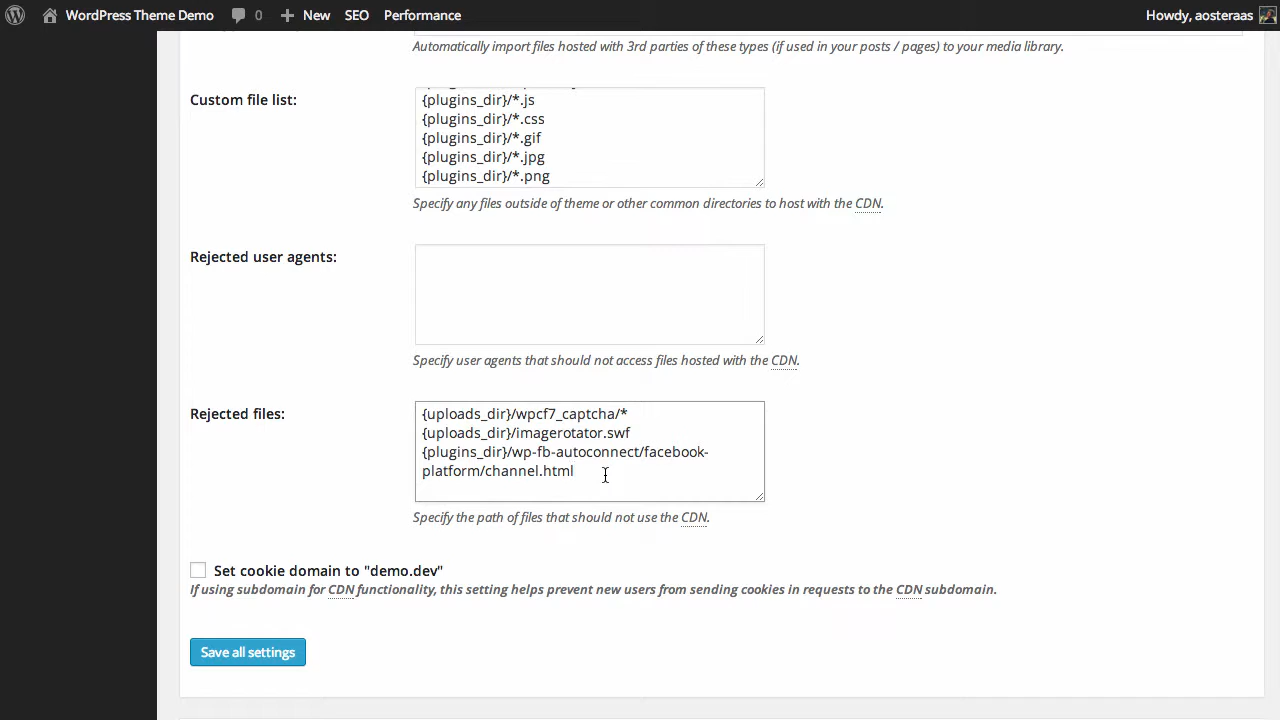 WordPress Theme Demo 0 New SEO Performance Howdy, aosteraas
Automatically import files hosted with 3rd parties of these types (if used in your posts / pages) to your media library.
Custom file list:
{plugins_dir}/*.js
{plugins_dir}/*.css
{plugins_dir}/*.gif
{plugins_dir}/*.jpg
{plugins_dir}/*.png
Specify any files outside of theme or other common directories to host with the CDN.
Rejected user agents:
Specify user agents that should not access files hosted with the CDN.
Rejected files:
{uploads_dir}/wpcf7_captcha/*
{uploads_dir}/imagerotator.swf
{plugins_dir}/wp-fb-autoconnect/facebook-
platform/channel.html
Specify the path of files that should not use the CDN.
Set cookie domain to "demo.dev"
If using subdomain for CDN functionality, this setting helps prevent new users from sending cookies in requests to the CDN subdomain.
Save all settings